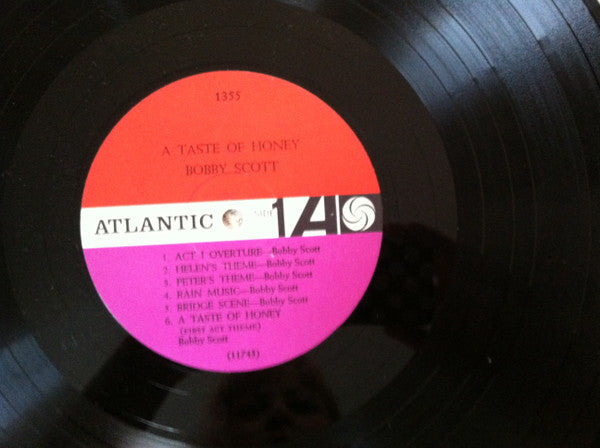 1355
A TASTE OF HONEY
BOBBY SCOTT
ATLANTIC SIDE 1 A
1. ACT 1 OVERTURE—Bobby Scott
2. HELEN'S THEME—Bobby Scott
3. PETER'S THEME—Bobby Scott
4. RAIN MUSIC—Bobby Scott
5. BRIDGE SCENE—Bobby Scott
6. A TASTE OF HONEY
(FIRST ACT THEME)
Bobby Scott
(11745)